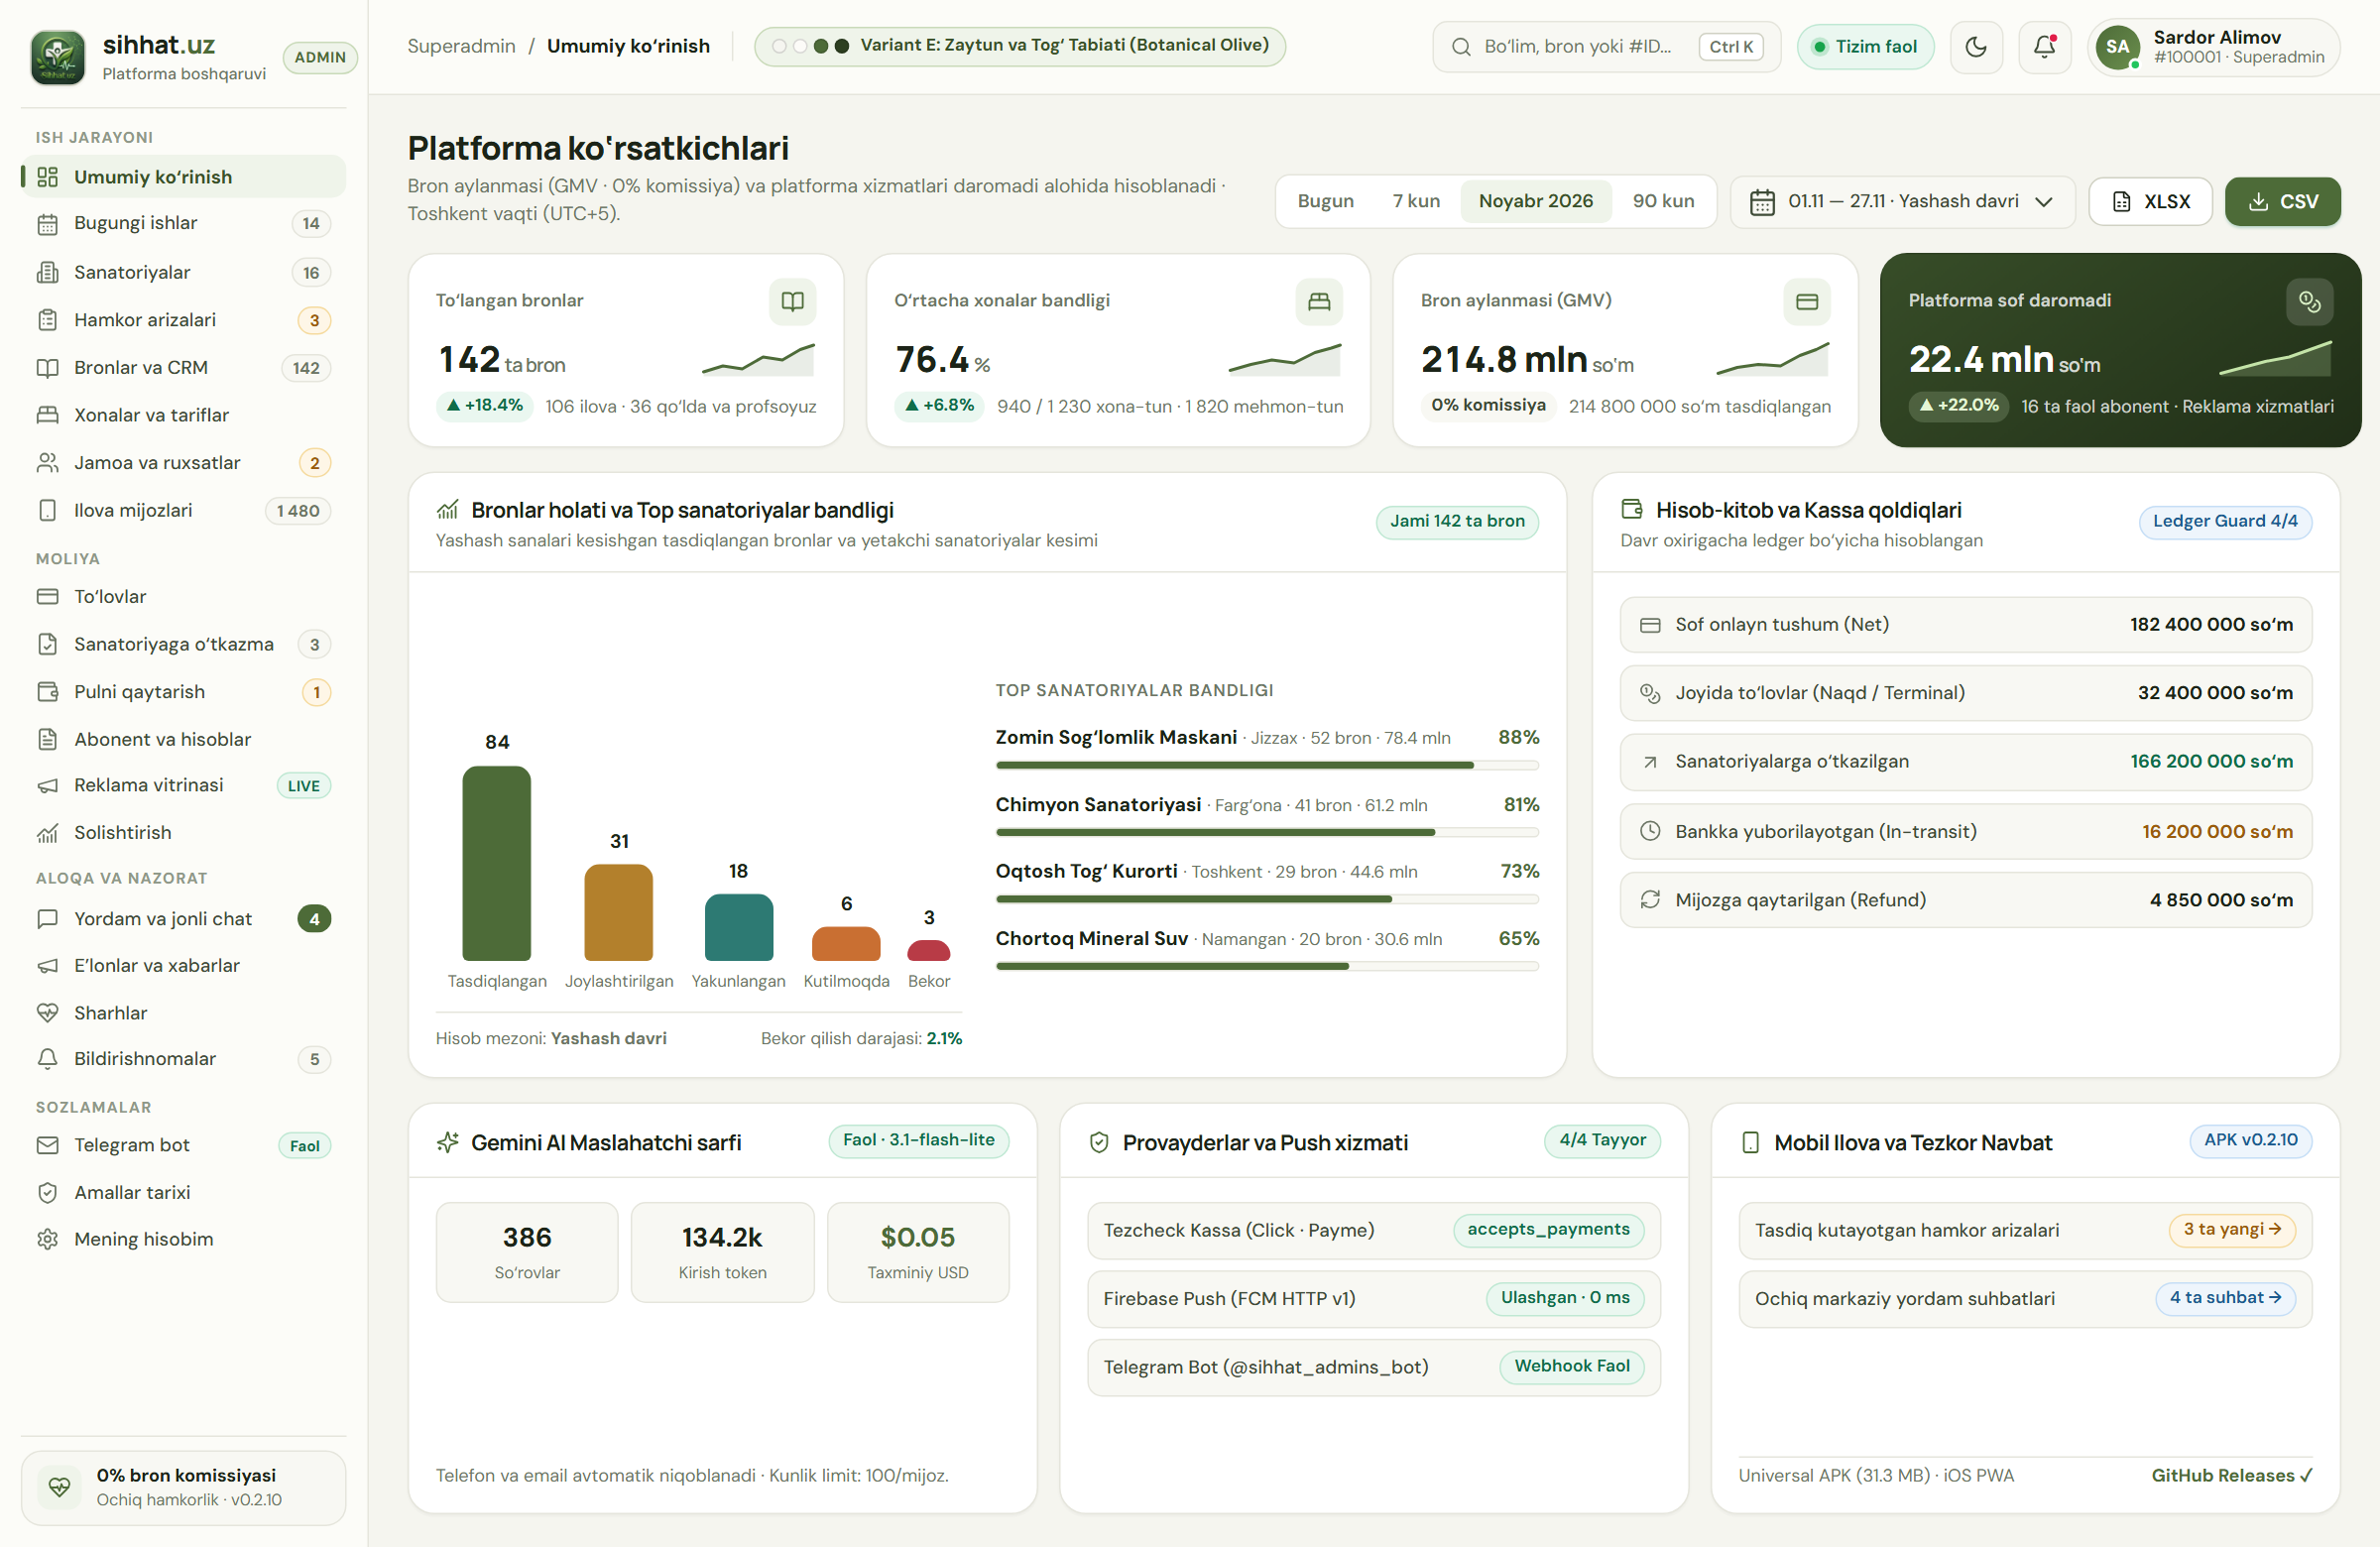 sihhat.uz
Platforma boshqaruvi
ADMIN
Superadmin / Umumiy ko‘rinish
Variant E: Zaytun va Tog‘ Tabiati (Botanical Olive)
Bo‘lim, bron yoki #ID...
Ctrl K
Tizim faol
SA
Sardor Alimov
#100001 · Superadmin
ISH JARAYONI
Umumiy ko‘rinish
Bugungi ishlar 14
Sanatoriyalar 16
Hamkor arizalari 3
Bronlar va CRM 142
Xonalar va tariflar
Jamoa va ruxsatlar 2
Ilova mijozlari 1 480
MOLIYA
To‘lovlar
Sanatoriyaga o‘tkazma 3
Pulni qaytarish 1
Abonent va hisoblar
Reklama vitrinasi LIVE
Solishtirish
ALOQA VA NAZORAT
Yordam va jonli chat 4
E’lonlar va xabarlar
Sharhlar
Bildirishnomalar 5
SOZLAMALAR
Telegram bot Faol
Amallar tarixi
Mening hisobim
0% bron komissiyasi
Ochiq hamkorlik · v0.2.10
Platforma ko‘rsatkichlari
Bron aylanmasi (GMV · 0% komissiya) va platforma xizmatlari daromadi alohida hisoblanadi ·
Toshkent vaqti (UTC+5).
Bugun 7 kun Noyabr 2026 90 kun
01.11 — 27.11 · Yashash davri
XLSX
CSV
To‘langan bronlar
142 ta bron
▲ +18.4% 106 ilova · 36 qo‘lda va profsoyuz
O‘rtacha xonalar bandligi
76.4 %
▲ +6.8% 940 / 1 230 xona-tun · 1 820 mehmon-tun
Bron aylanmasi (GMV)
214.8 mln so‘m
0% komissiya 214 800 000 so‘m tasdiqlangan
Platforma sof daromadi
22.4 mln so‘m
▲ +22.0% 16 ta faol abonent · Reklama xizmatlari
Bronlar holati va Top sanatoriyalar bandligi
Yashash sanalari kesishgan tasdiqlangan bronlar va yetakchi sanatoriyalar kesimi
Jami 142 ta bron
84
31
18
6
3
Tasdiqlangan Joylashtirilgan Yakunlangan Kutilmoqda Bekor
Hisob mezoni: Yashash davri
Bekor qilish darajasi: 2.1%
TOP SANATORIYALAR BANDLIGI
Zomin Sog‘lomlik Maskani · Jizzax · 52 bron · 78.4 mln 88%
Chimyon Sanatoriyasi · Farg‘ona · 41 bron · 61.2 mln 81%
Oqtosh Tog‘ Kurorti · Toshkent · 29 bron · 44.6 mln 73%
Chortoq Mineral Suv · Namangan · 20 bron · 30.6 mln 65%
Hisob-kitob va Kassa qoldiqlari
Davr oxirigacha ledger bo‘yicha hisoblangan
Ledger Guard 4/4
Sof onlayn tushum (Net) 182 400 000 so‘m
Joyida to‘lovlar (Naqd / Terminal) 32 400 000 so‘m
Sanatoriyalarga o‘tkazilgan 166 200 000 so‘m
Bankka yuborilayotgan (In-transit) 16 200 000 so‘m
Mijozga qaytarilgan (Refund) 4 850 000 so‘m
Gemini AI Maslahatchi sarfi
Faol · 3.1-flash-lite
386
So‘rovlar
134.2k
Kirish token
$0.05
Taxminiy USD
Telefon va email avtomatik niqoblanadi · Kunlik limit: 100/mijoz.
Provayderlar va Push xizmati
4/4 Tayyor
Tezcheck Kassa (Click · Payme) accepts_payments
Firebase Push (FCM HTTP v1) Ulashgan · 0 ms
Telegram Bot (@sihhat_admins_bot) Webhook Faol
Mobil Ilova va Tezkor Navbat
APK v0.2.10
Tasdiq kutayotgan hamkor arizalari 3 ta yangi →
Ochiq markaziy yordam suhbatlari 4 ta suhbat →
Universal APK (31.3 MB) · iOS PWA
GitHub Releases ✓